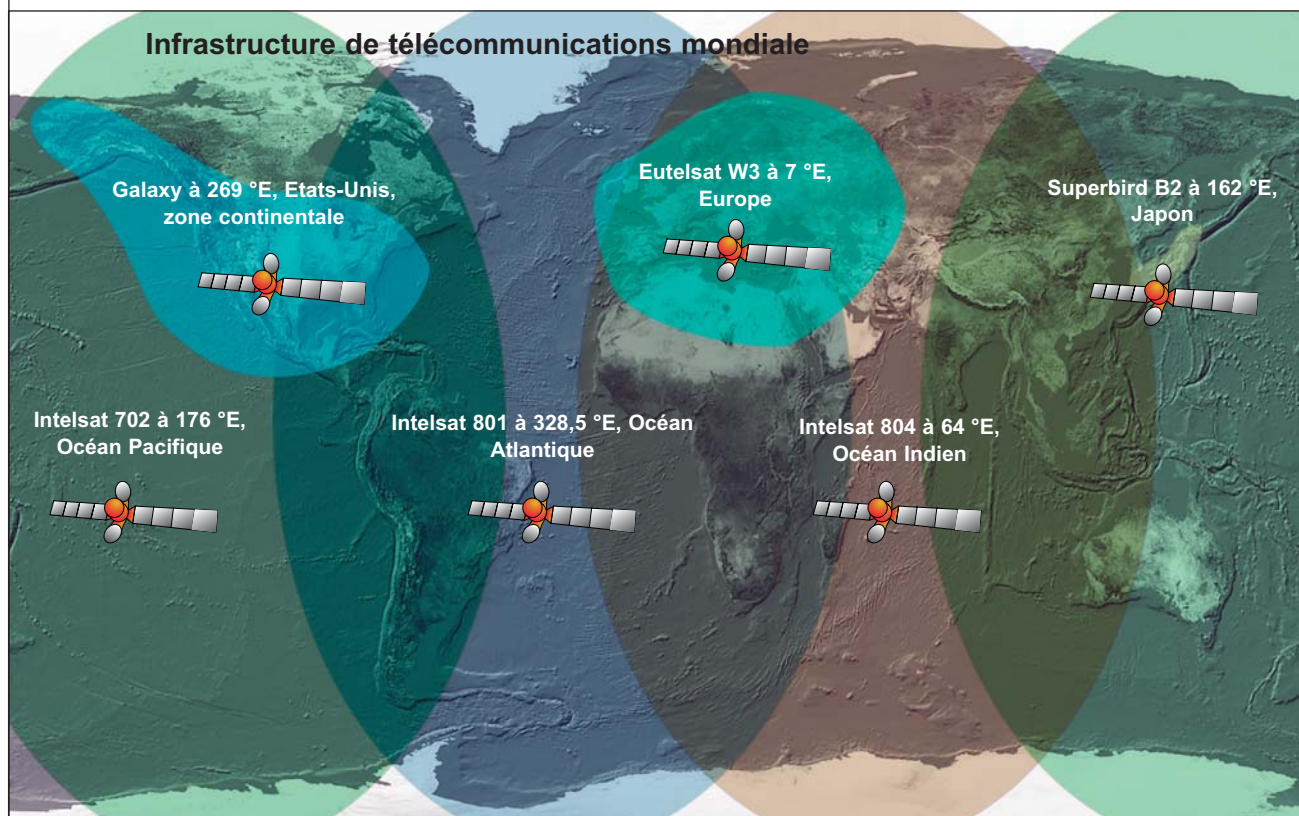 Infrastructure de télécommunications mondiale
Galaxy à 269 °E, Etats-Unis,
zone continentale
Eutelsat W3 à 7 °E,
Europe
Superbird B2 à 162 °E,
Japon
Intelsat 702 à 176 °E,
Océan Pacifique
Intelsat 801 à 328,5 °E, Océan
Atlantique
Intelsat 804 à 64 °E,
Océan Indien